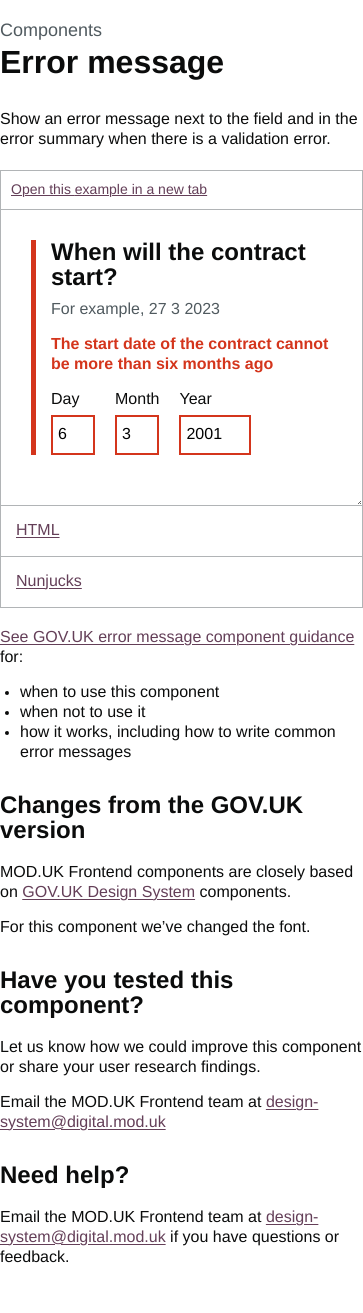 Components
Error message
Show an error message next to the field and in the
error summary when there is a validation error.
Open this example in a new tab
When will the contract
start?
For example, 27 3 2023
The start date of the contract cannot
be more than six months ago
Day Month Year
6 3 2001
HTML
Nunjucks
See GOV.UK error message component guidance
for:
• when to use this component
• when not to use it
• how it works, including how to write common
error messages
Changes from the GOV.UK
version
MOD.UK Frontend components are closely based
on GOV.UK Design System components.
For this component we’ve changed the font.
Have you tested this
component?
Let us know how we could improve this component
or share your user research findings.
Email the MOD.UK Frontend team at design-
system@digital.mod.uk
Need help?
Email the MOD.UK Frontend team at design-
system@digital.mod.uk if you have questions or
feedback.